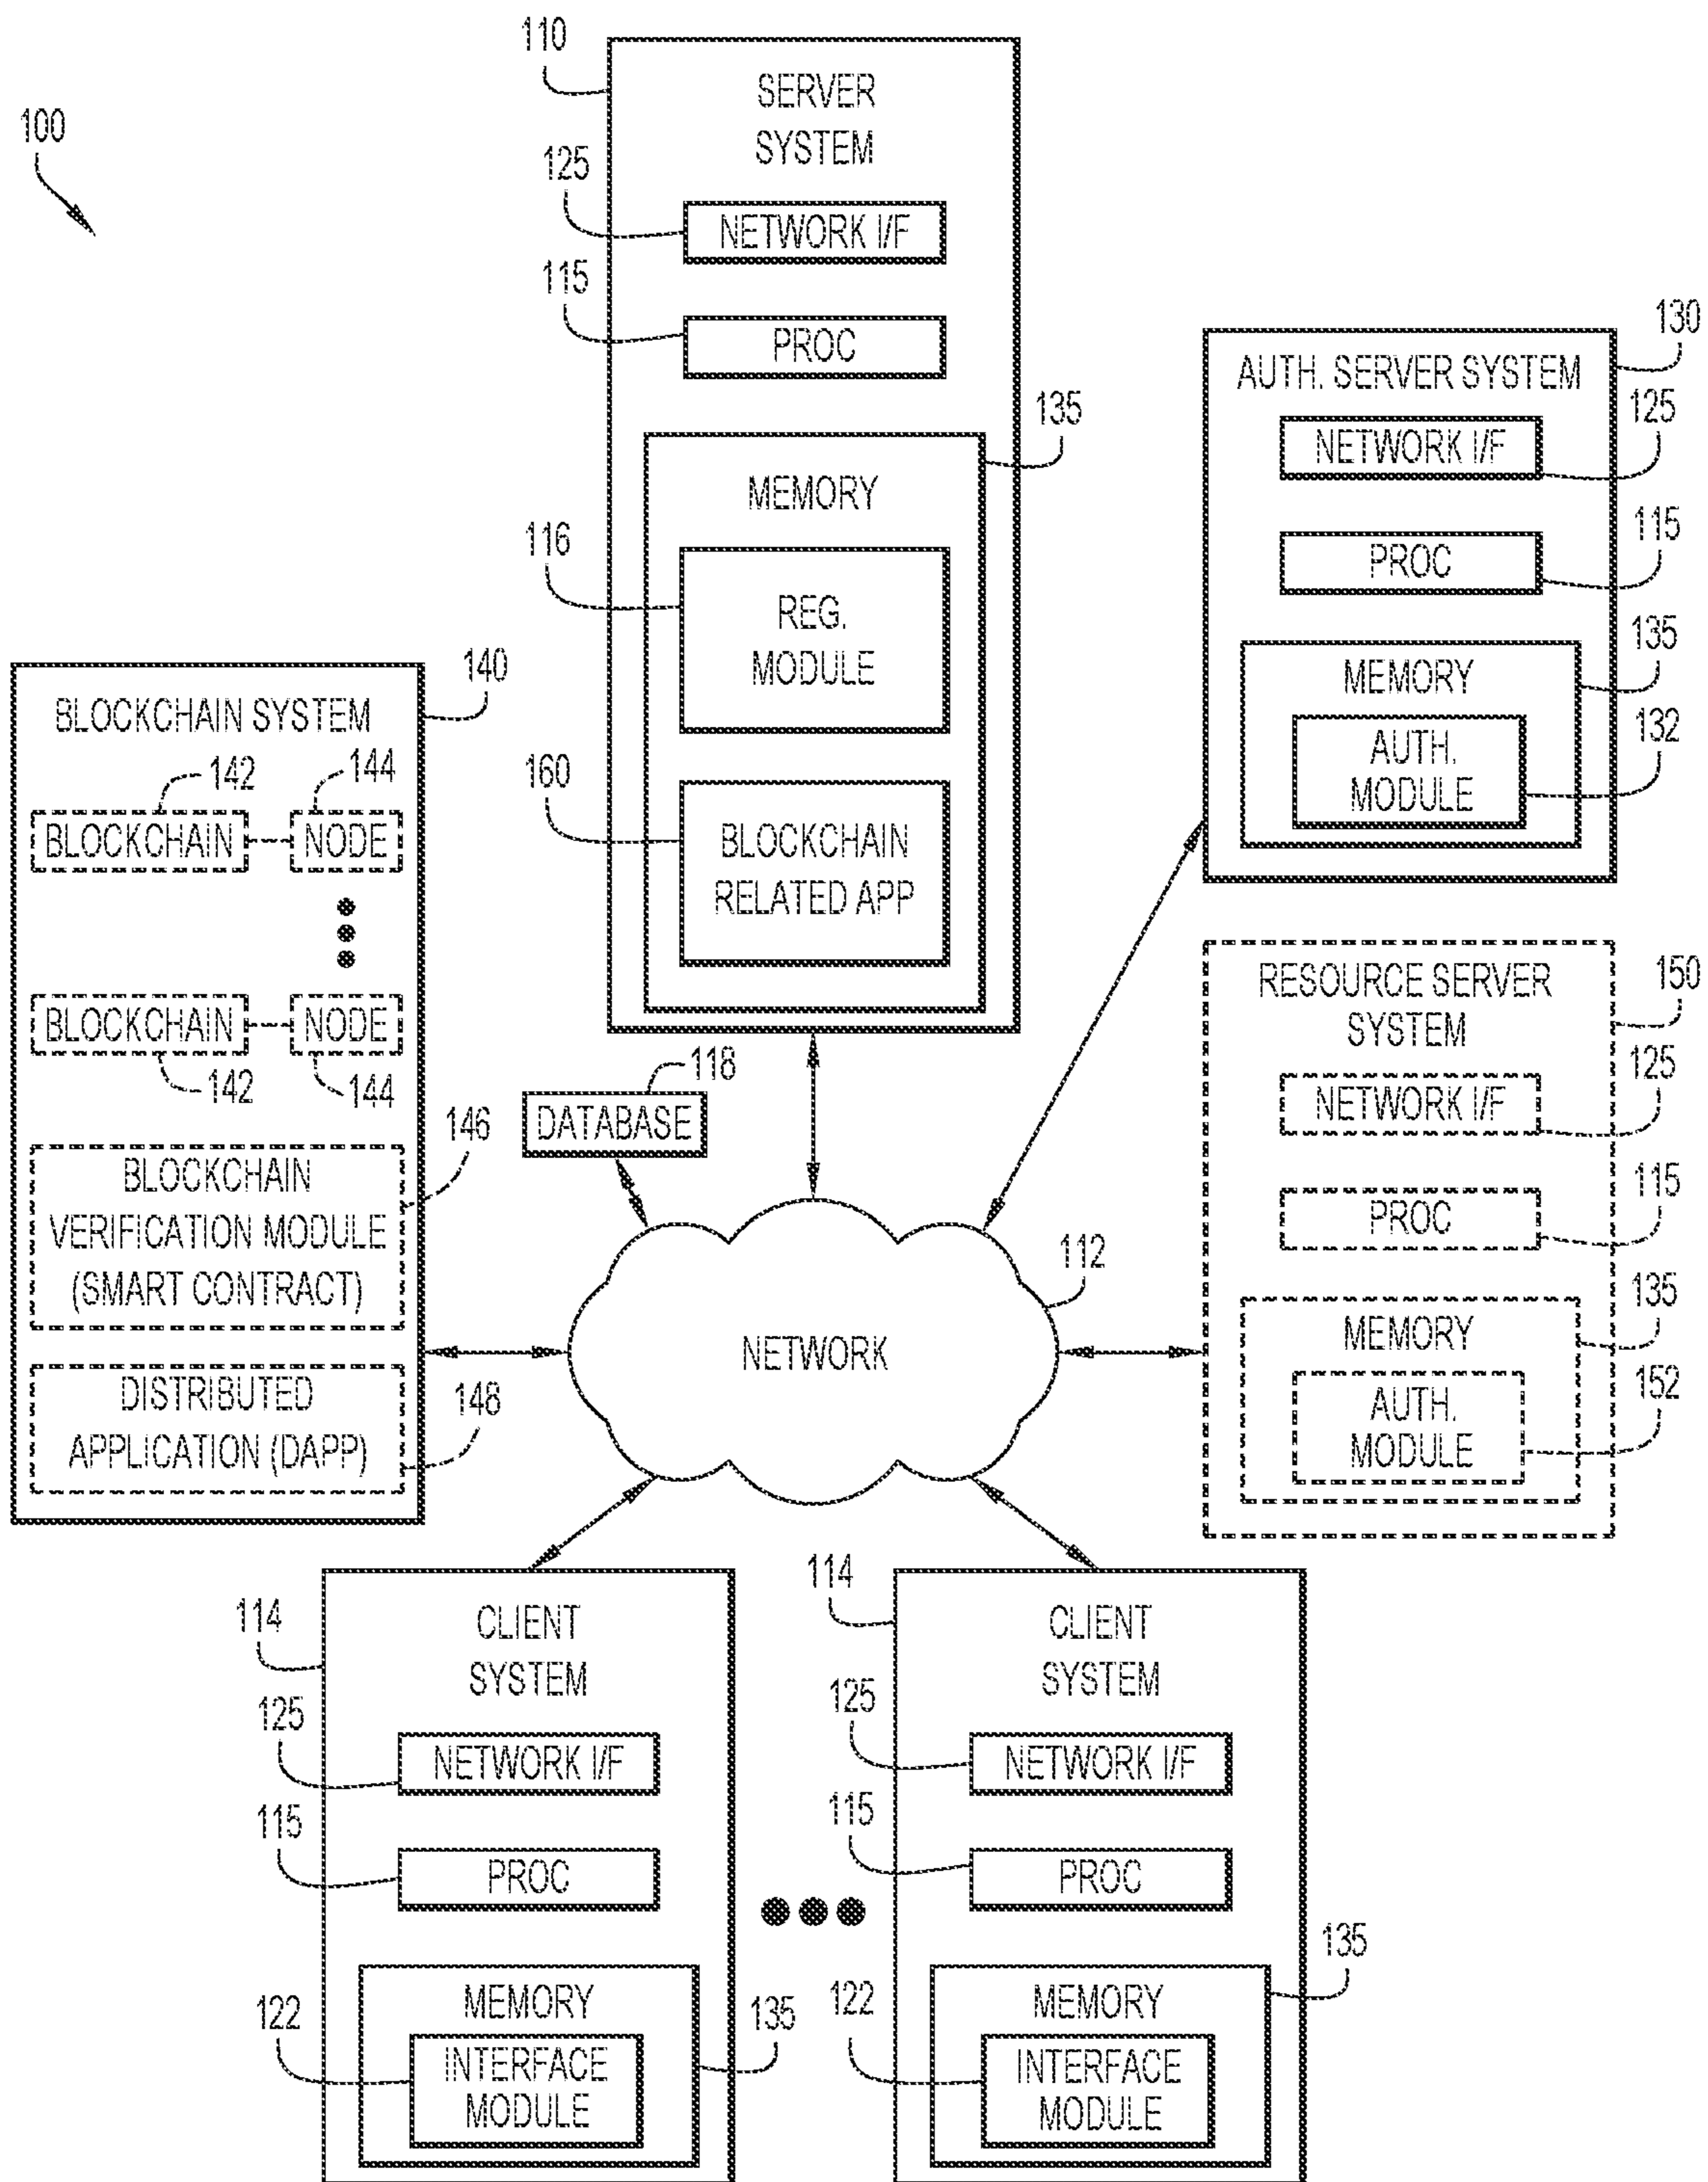 100
110
SERVER
SYSTEM
125
NETWORK I/F
115
PROC
135
MEMORY
116
REG.
MODULE
160
BLOCKCHAIN
RELATED APP
130
AUTH. SERVER SYSTEM
125
NETWORK I/F
115
PROC
135
MEMORY
132
AUTH.
MODULE
140
BLOCKCHAIN SYSTEM
142
144
BLOCKCHAIN
NODE
BLOCKCHAIN
NODE
142
144
146
BLOCKCHAIN
VERIFICATION MODULE
(SMART CONTRACT)
148
DISTRIBUTED
APPLICATION (DAPP)
118
DATABASE
112
NETWORK
150
RESOURCE SERVER
SYSTEM
125
NETWORK I/F
115
PROC
135
MEMORY
152
AUTH.
MODULE
114
CLIENT
SYSTEM
125
NETWORK I/F
115
PROC
122
MEMORY
135
INTERFACE
MODULE
114
CLIENT
SYSTEM
125
NETWORK I/F
115
PROC
135
122
MEMORY
INTERFACE
MODULE